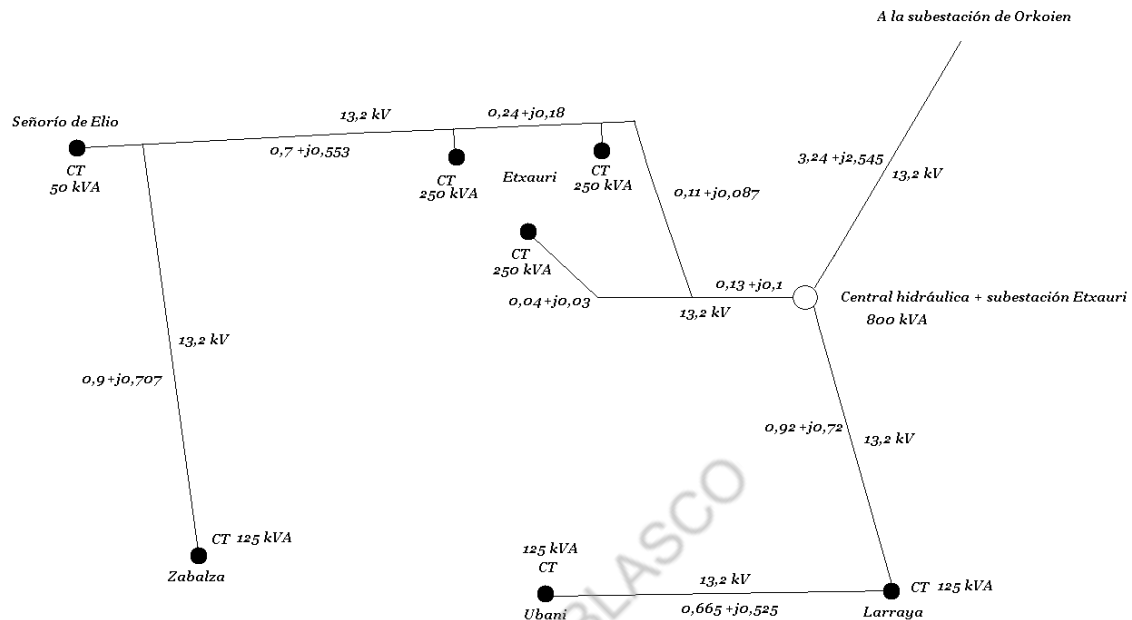 A la subestación de Orkoien
13,2 kV
0,24+j0,18
Señorío de Elio
0,7 +j0,553
3,24 +j2,545
13,2 kV
CT
50 kVA
CT
250 kVA
Etxauri
CT
250 kVA
0,11+j0,087
CT
250 kVA
0,13 +j0,1
0,04+j0,03
13,2 kV
Central hidráulica + subestación Etxauri
800 kVA
13,2 kV
0,9 +j0,707
0,92 +j0,72
13,2 kV
BLASCO
CT 125 kVA
Zabalza
125 kVA
CT
13,2 kV
CT 125 kVA
Ubani
0,665 +j0,525
Larraya